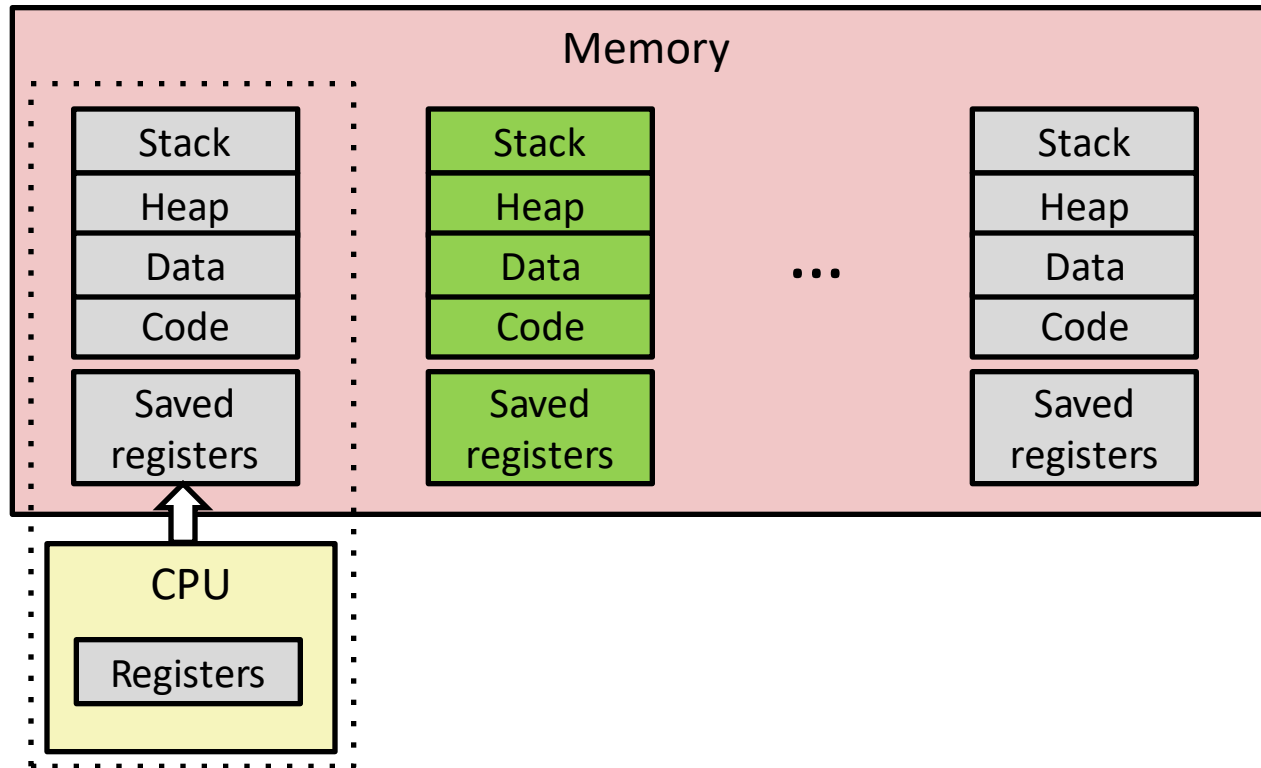 Memory
Stack
Heap
Data
Code
Saved
registers
Stack
Heap
Data
Code
Saved
registers
...
Stack
Heap
Data
Code
Saved
registers
CPU
Registers